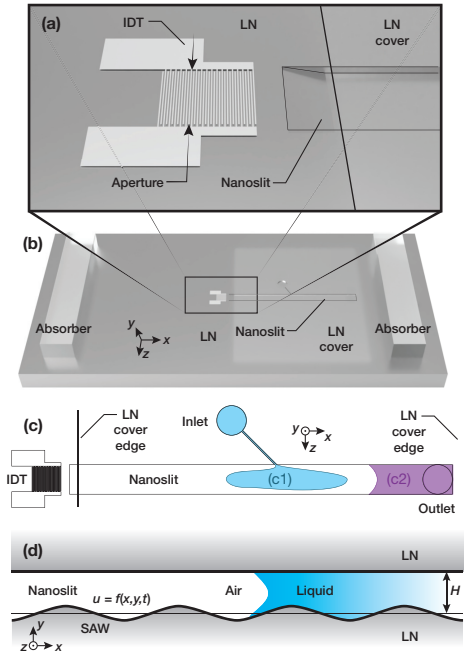 (a)
IDT
LN
LN
cover
Aperture
Nanoslit
(b)
Absorber
y
x
z
LN
Nanoslit
LN
cover
Absorber
(c)
LN
cover
edge
Inlet
y
x
z
LN
cover
edge
IDT
Nanoslit
(c1)
(c2)
Outlet
(d)
LN
Nanoslit
u = f(x,y,t)
Air
Liquid
H
y
SAW
z
x
LN